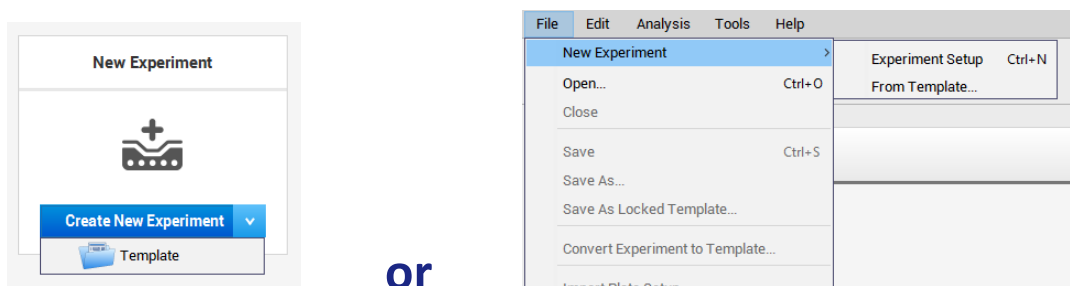 New Experiment
Create New Experiment
Template
or
File Edit Analysis Tools Help
New Experiment
Experiment Setup Ctrl+N
From Template...
Open... Ctrl+O
Close
Save Ctrl+S
Save As...
Save As Locked Template...
Convert Experiment to Template...